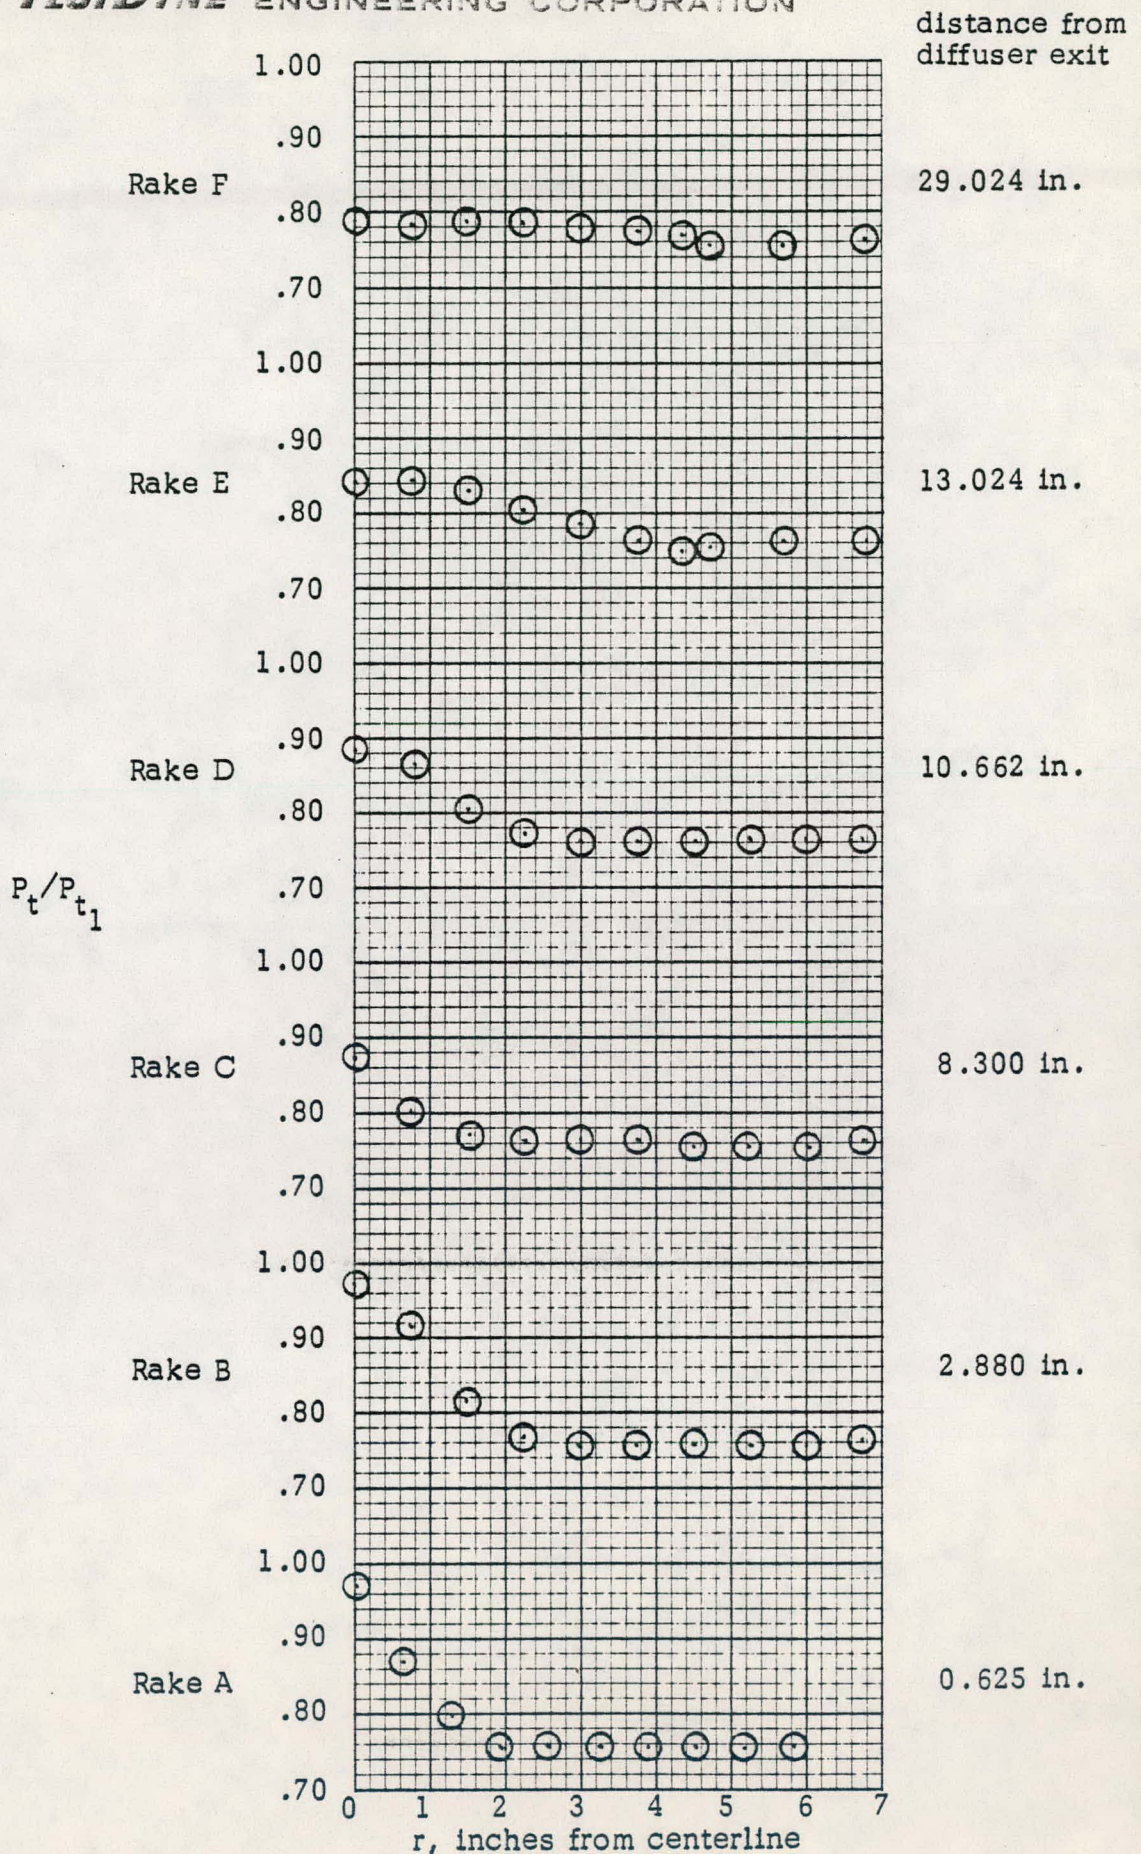 FLUIDYNE ENGINEERING CORPORATION
distance from
diffuser exit
1.00
.90
Rake F
29.024 in.
.80
.70
1.00
.90
Rake E
13.024 in.
.80
.70
1.00
.90
Rake D
10.662 in.
.80
Pt/Pt1
.70
1.00
.90
Rake C
8.300 in.
.80
.70
1.00
.90
Rake B
2.880 in.
.80
.70
1.00
.90
Rake A
0.625 in.
.80
.70
0 1 2 3 4 5 6 7
r, inches from centerline